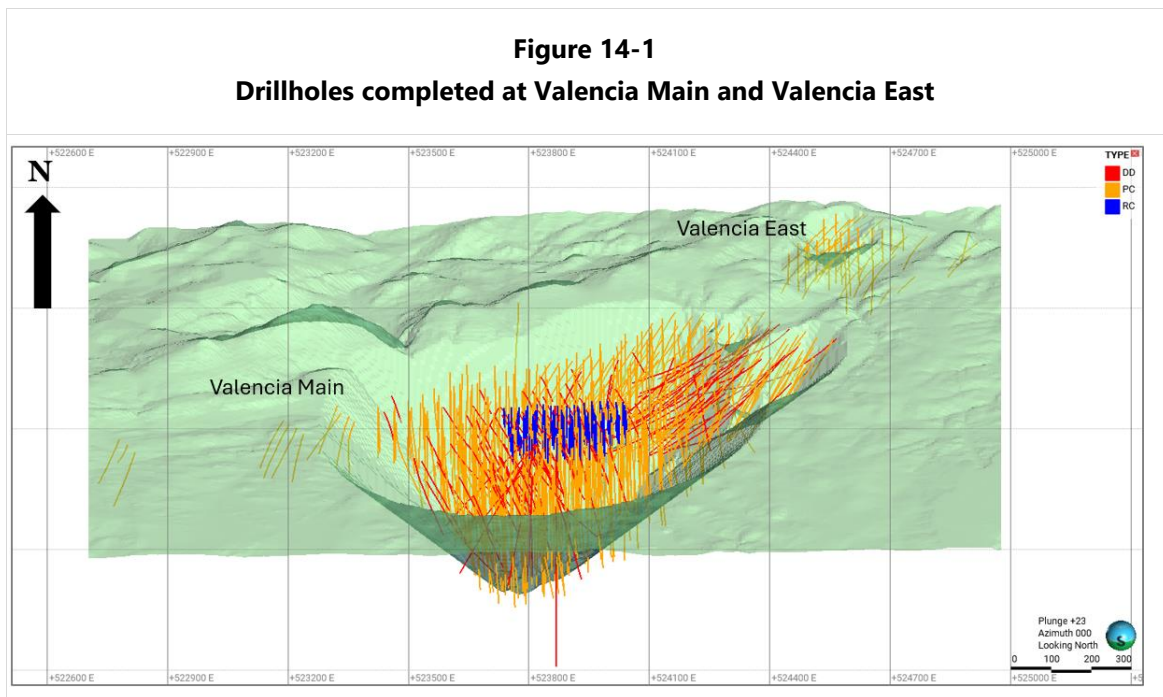 Figure 14-1
Drillholes completed at Valencia Main and Valencia East
+522600 E +522900 E +523200 E +523500 E +523800 E +524100 E +524400 E +524700 E +525000 E
N
TYPE
DD
PC
RC
Valencia East
Valencia Main
Plunge +23
Azimuth 000
Looking North
S
0 100 200 300
+522600 E +522900 E +523200 E +523500 E +523800 E +524100 E +524400 E +524700 E +525000 E +5